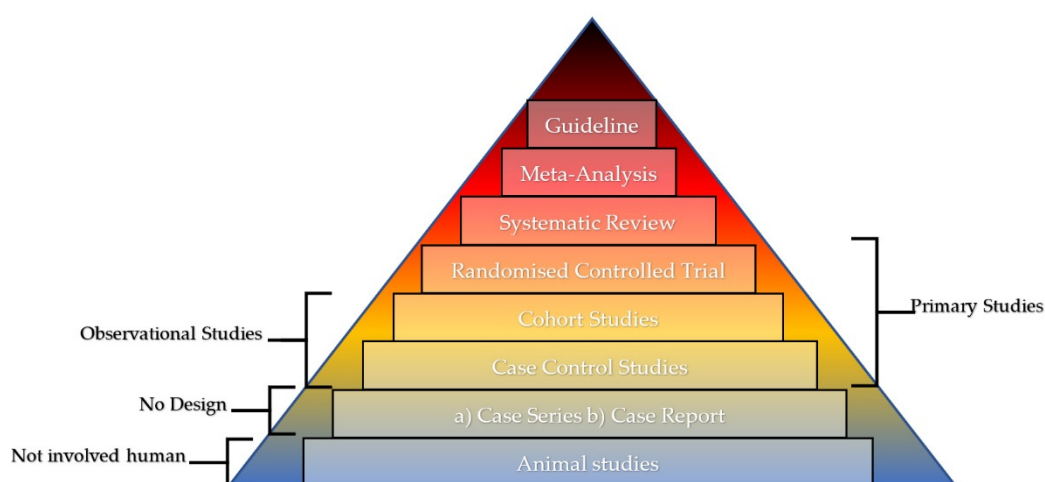 Guideline
Meta-Analysis
Systematic Review
Randomised Controlled Trial
Cohort Studies
Case Control Studies
a) Case Series b) Case Report
Animal studies
Observational Studies
No Design
Not involved human
Primary Studies